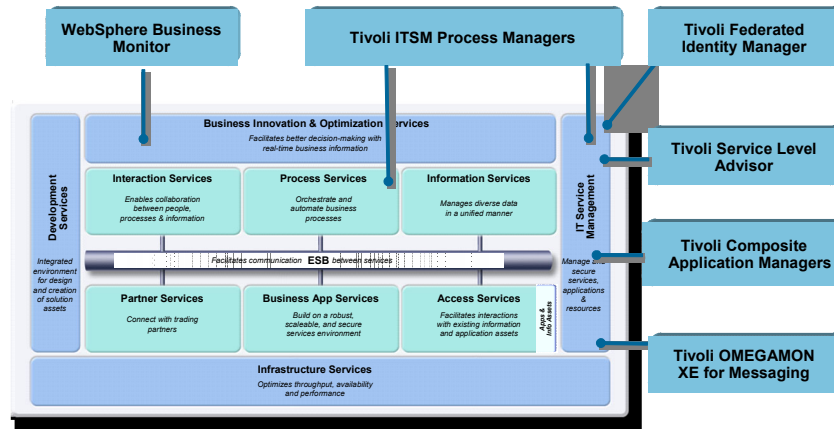 WebSphere Business
Monitor
Tivoli ITSM Process Managers
Tivoli Federated
Identity Manager
Business Innovation & Optimization Services
Facilitates better decision-making with
real-time business information
Development
Services
Integrated
environment
for design
and creation
of solution
assets
Interaction Services
Enables collaboration
between people,
processes & information
Process Services
Orchestrate and
automate business
processes
Information Services
Manages diverse data
in a unified manner
IT Service
Management
Manage and
secure
services,
applications
&
resources
Tivoli Service Level
Advisor
Facilitates communication ESB between services
Tivoli Composite
Application Managers
Partner Services
Connect with trading
partners
Business App Services
Build on a robust,
scaleable, and secure
services environment
Access Services
Facilitates interactions
with existing information
and application assets
Apps &
Info Assets
Tivoli OMEGAMON
XE for Messaging
Infrastructure Services
Optimizes throughput, availability
and performance